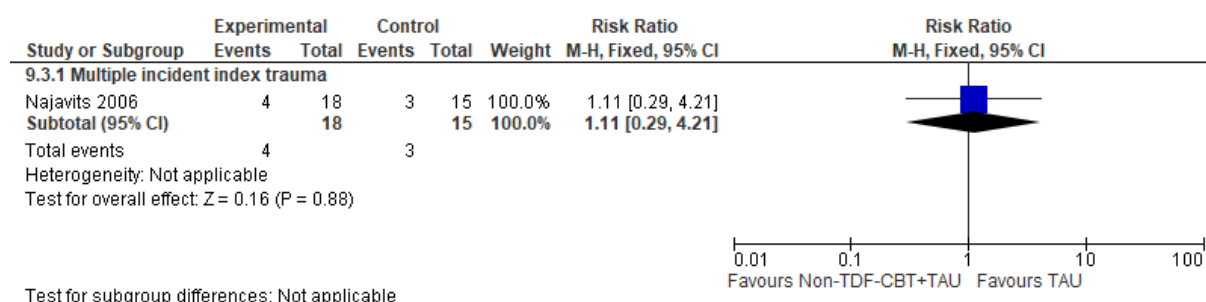 Experimental Control Risk Ratio Risk Ratio
Study or Subgroup Events Total Events Total Weight M-H, Fixed, 95% CI M-H, Fixed, 95% CI
9.3.1 Multiple incident index trauma
Najavits 2006 4 18 3 15 100.0% 1.11 [0.29, 4.21]
Subtotal (95% CI) 18 15 100.0% 1.11 [0.29, 4.21]
Total events 4 3
Heterogeneity: Not applicable
Test for overall effect: Z = 0.16 (P = 0.88)
0.01 0.1 1 10 100
Favours Non-TDF-CBT+TAU Favours TAU
Test for subgroup differences: Not applicable